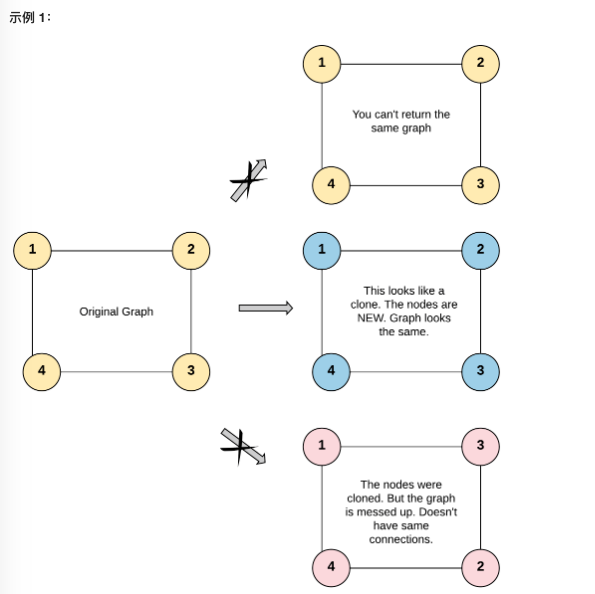 示例 1:
1
2
You can't return the
same graph
4
3
1
2
Original Graph
4
3
1
2
This looks like a
clone. The nodes are
NEW. Graph looks
the same.
4
3
1
3
The nodes were
cloned. But the graph
is messed up. Doesn't
have same
connections.
4
2